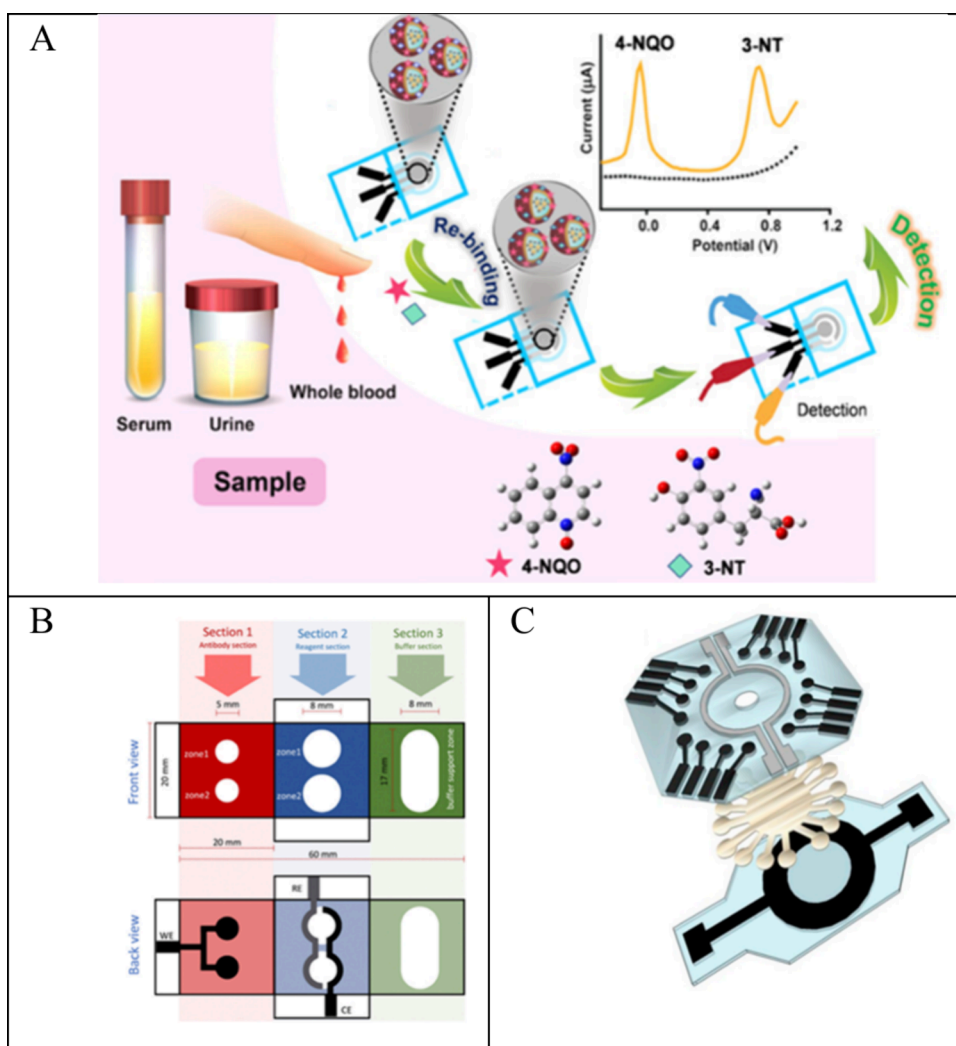 A
4-NQO
3-NT
Current (µA)
0.0
0.4
0.8
1.2
Potential (V)
Re-binding
Detection
Whole blood
Serum
Urine
Detection
Sample
4-NQO
3-NT
B
Section 1
Antibody section
Section 2
Reagent section
Section 3
Buffer section
5 mm
8 mm
8 mm
Front view
20 mm
zone1
zone2
zone1
zone2
17 mm
buffer support zone
20 mm
60 mm
Back view
RE
WE
CE
C